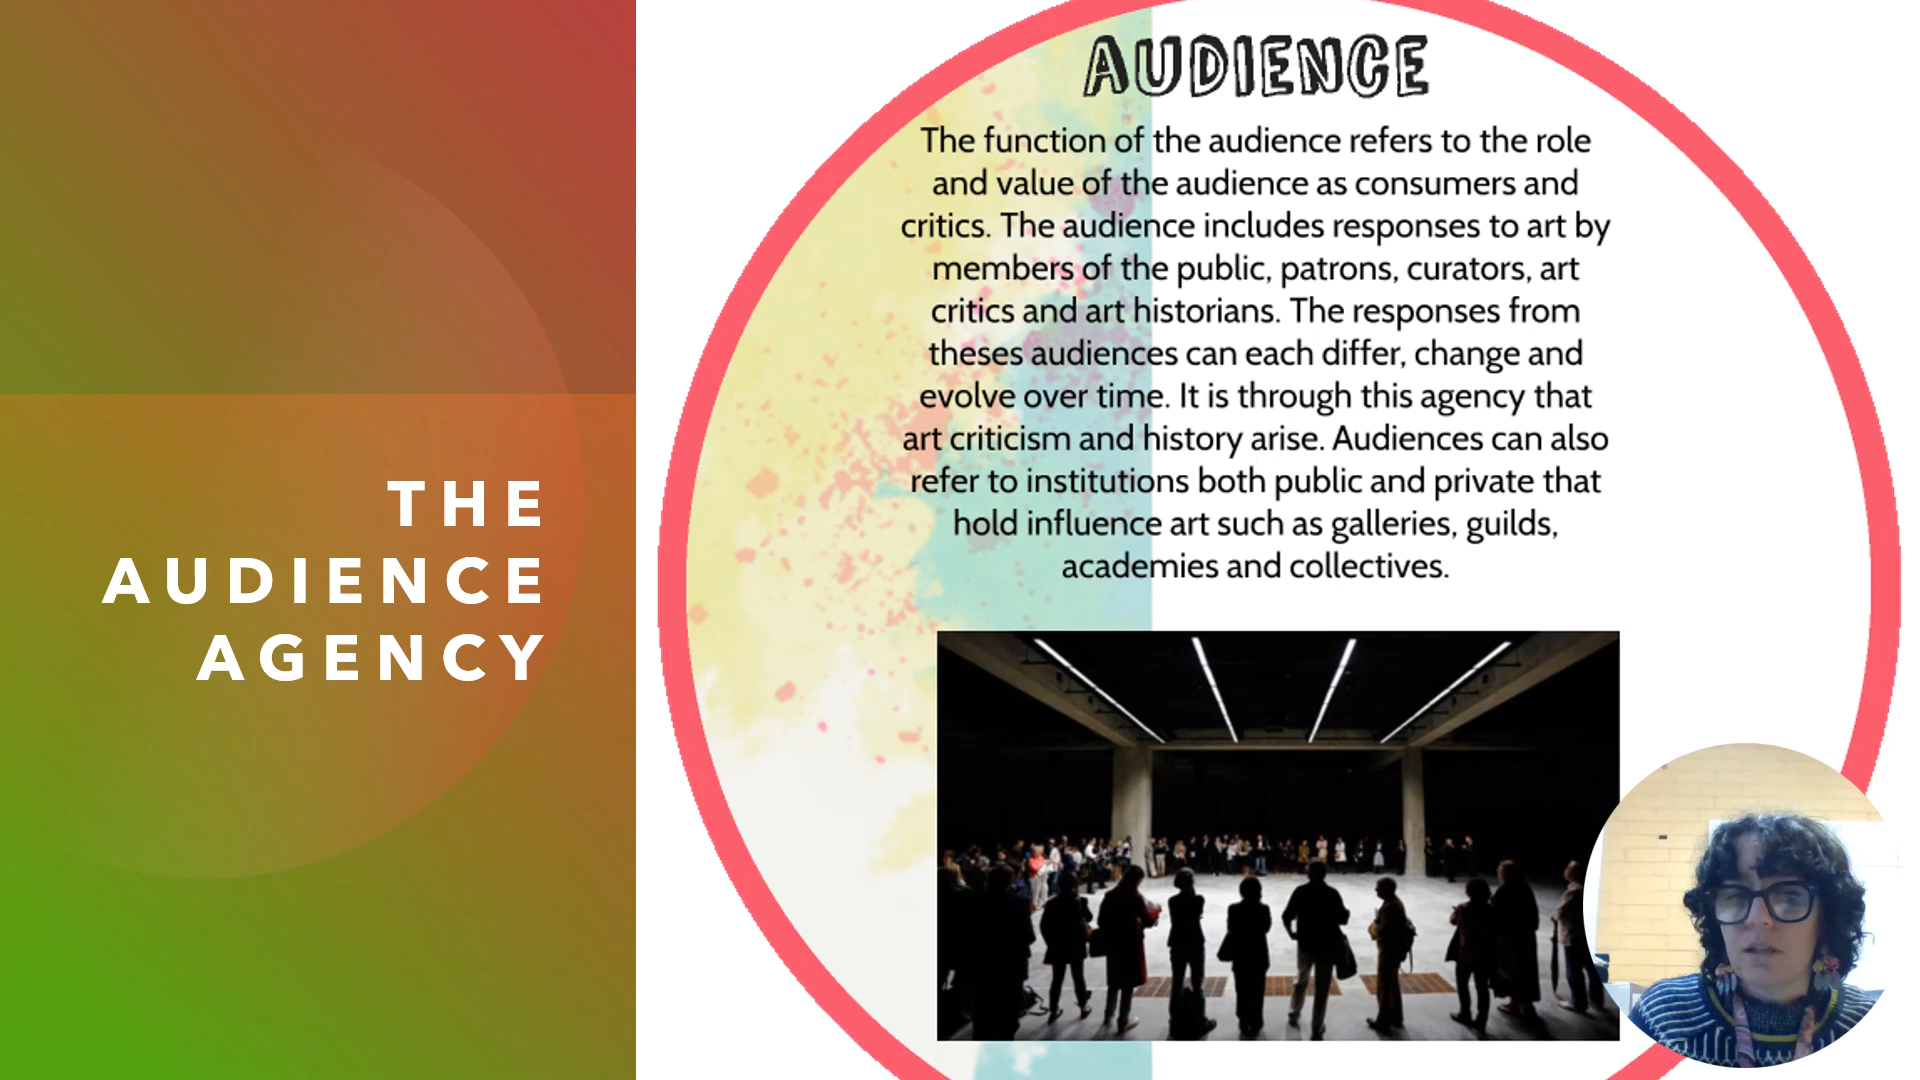 THE
AUDIENCE
AGENCY
AUDIENCE
The function of the audience refers to the role
and value of the audience as consumers and
critics. The audience includes responses to art by
members of the public, patrons, curators, art
critics and art historians. The responses from
theses audiences can each differ, change and
evolve over time. It is through this agency that
art criticism and history arise. Audiences can also
refer to institutions both public and private that
hold influence art such as galleries, guilds,
academies and collectives.